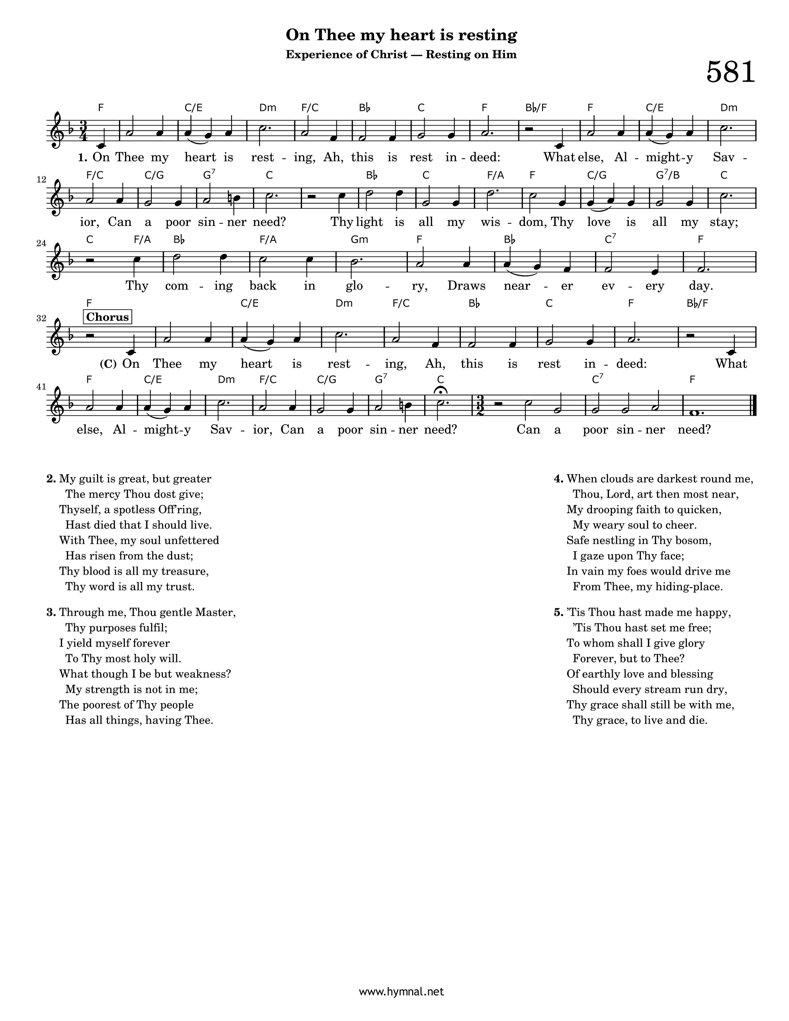 On Thee my heart is resting
Experience of Christ — Resting on Him
581
F C/E Dm F/C B♭ C F B♭/F F C/E Dm
3 4
1. On Thee my heart is rest - ing, Ah, this is rest in - deed: What else, Al - might-y Sav -
12 F/C C/G G7 C B♭ C F/A F C/G G7/B C
ior, Can a poor sin - ner need? Thy light is all my wis - dom, Thy love is all my stay;
24 C F/A B♭ F/A Gm F B♭ C7 F
Thy com - ing back in glo - ry, Draws near - er ev - ery day.
F C/E Dm F/C B♭ C F B♭/F
32 Chorus
(C) On Thee my heart is rest - ing, Ah, this is rest in - deed: What
41 F C/E Dm F/C C/G G7 C C7 F
3 2
else, Al - might-y Sav - ior, Can a poor sin - ner need? Can a poor sin - ner need?
2. My guilt is great, but greater
The mercy Thou dost give;
Thyself, a spotless Off'ring,
Hast died that I should live.
With Thee, my soul unfettered
Has risen from the dust;
Thy blood is all my treasure,
Thy word is all my trust.
3. Through me, Thou gentle Master,
Thy purposes fulfil;
I yield myself forever
To Thy most holy will.
What though I be but weakness?
My strength is not in me;
The poorest of Thy people
Has all things, having Thee.
4. When clouds are darkest round me,
Thou, Lord, art then most near,
My drooping faith to quicken,
My weary soul to cheer.
Safe nestling in Thy bosom,
I gaze upon Thy face;
In vain my foes would drive me
From Thee, my hiding-place.
5. 'Tis Thou hast made me happy,
'Tis Thou hast set me free;
To whom shall I give glory
Forever, but to Thee?
Of earthly love and blessing
Should every stream run dry,
Thy grace shall still be with me,
Thy grace, to live and die.
www.hymnal.net